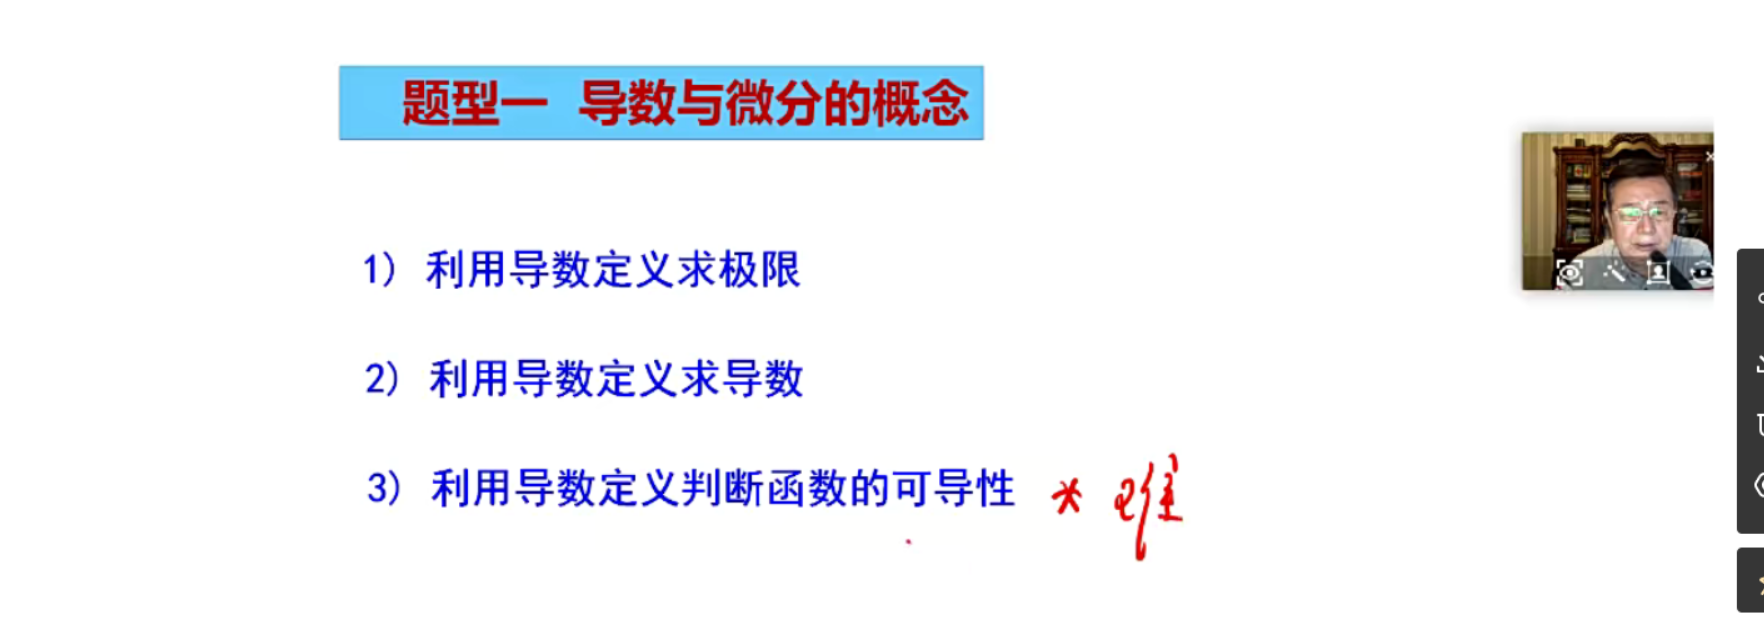 题型一 导数与微分的概念
1) 利用导数定义求极限
2) 利用导数定义求导数
3) 利用导数定义判断函数的可导性 * 难